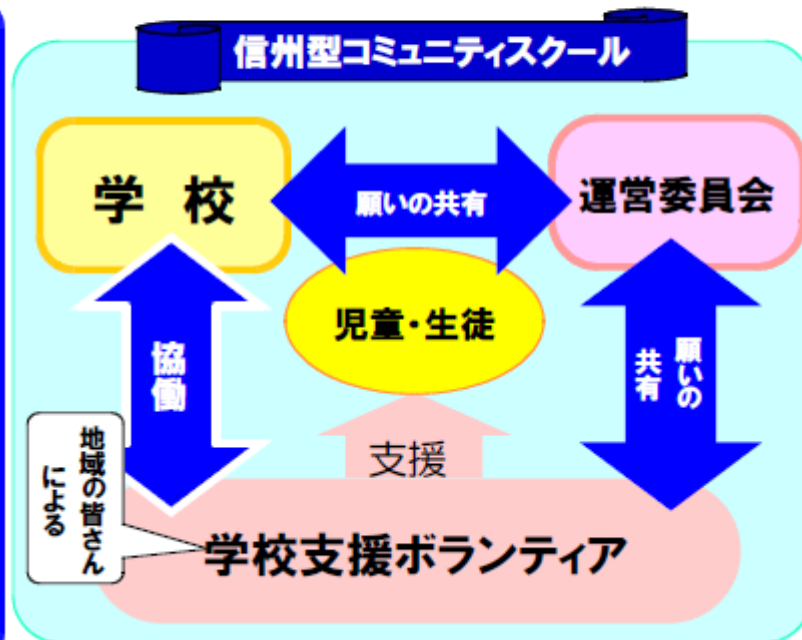 信州型コミュニティスクール
学 校
願いの共有
運営委員会
児童・生徒
協働
願いの
共有
地域の皆さん
による
支援
学校支援ボランティア